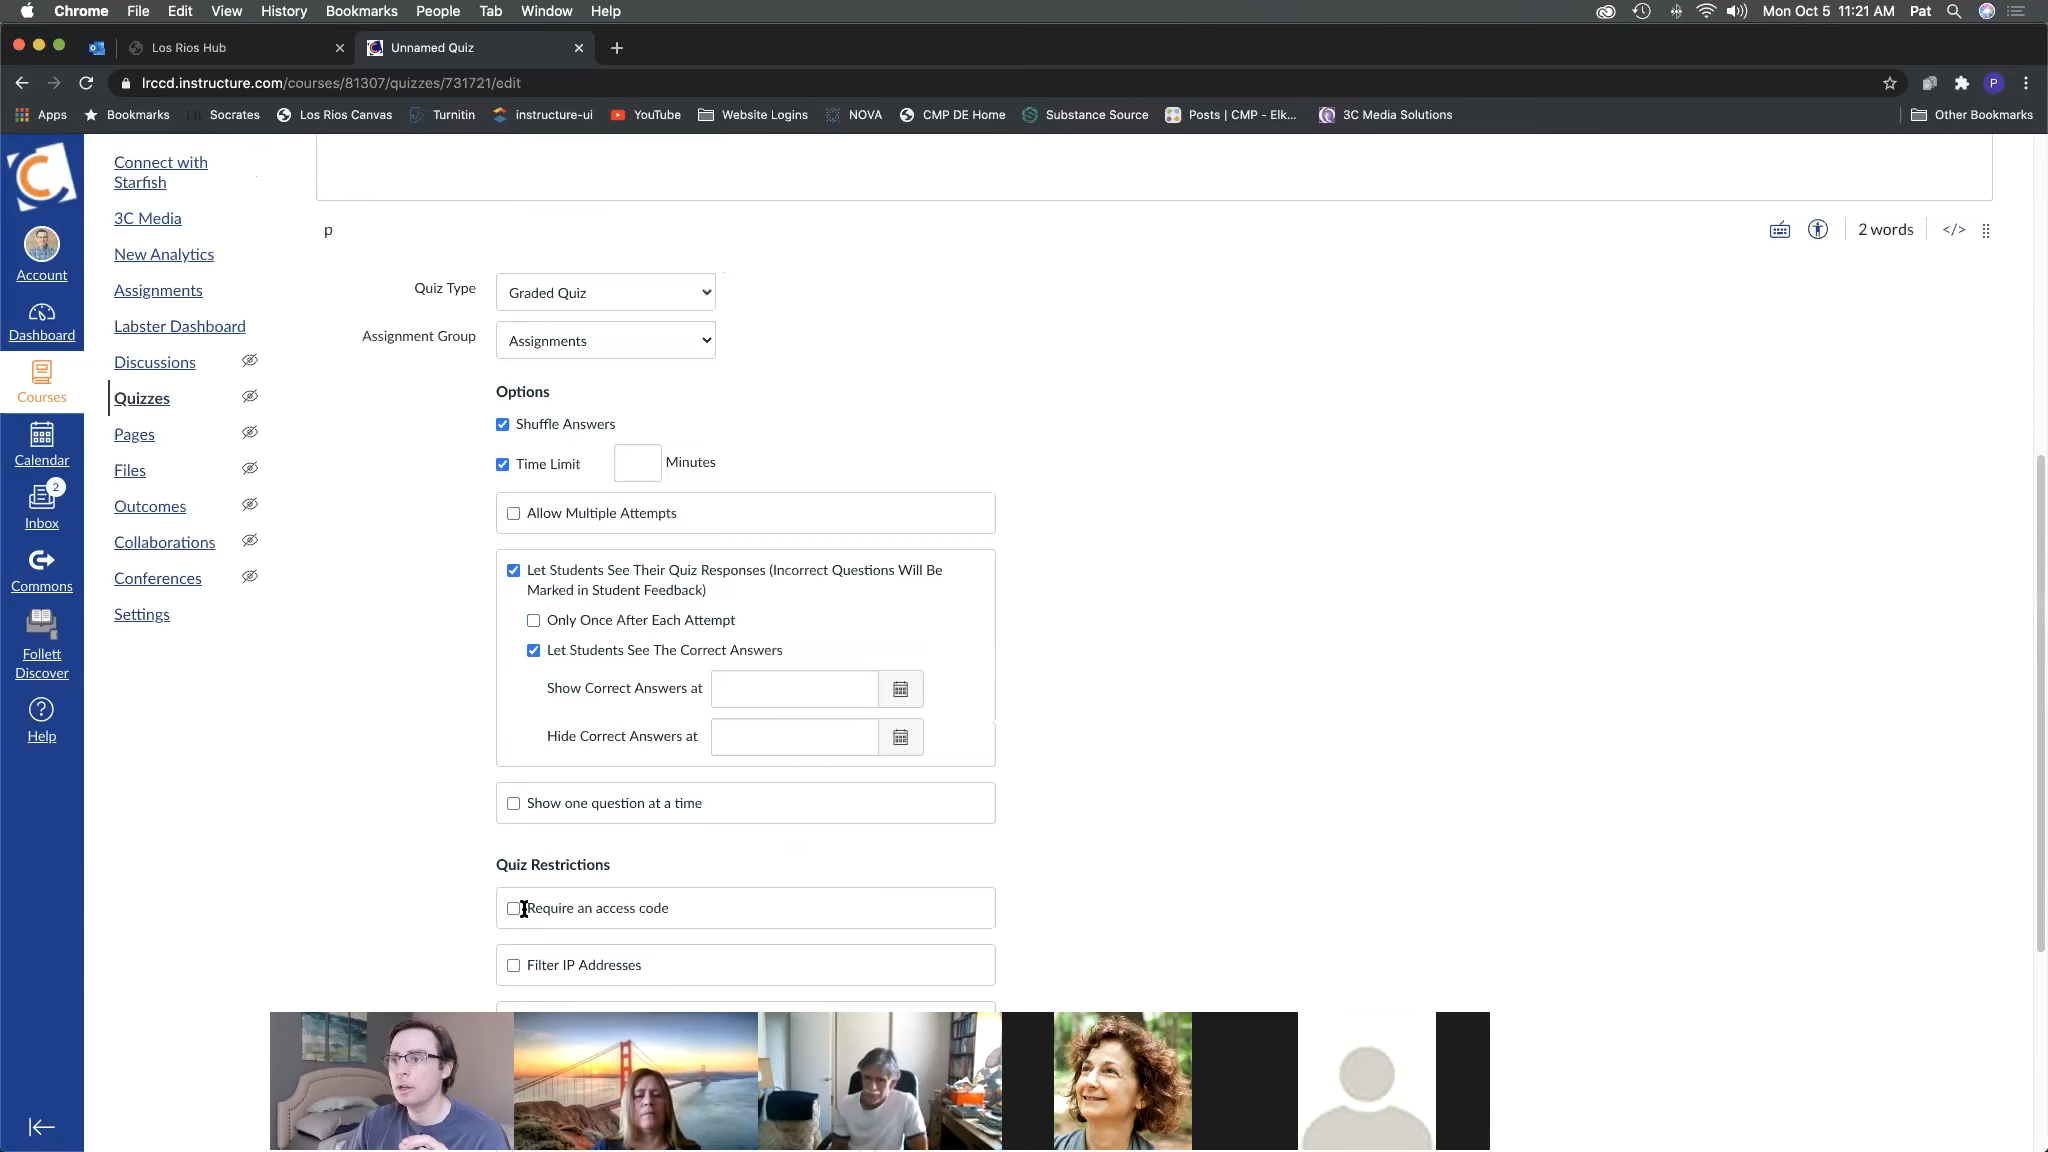 Chrome File Edit View History Bookmarks People Tab Window Help Mon Oct 5 11:21 AM Pat
Los Rios Hub Unnamed Quiz
lrccd.instructure.com/courses/81307/quizzes/731721/edit P
Apps Bookmarks LR Socrates Los Rios Canvas Turnitin instructure-ui YouTube Website Logins NOVA CMP DE Home Substance Source Posts | CMP - Elk... 3C Media Solutions Other Bookmarks
Account
Dashboard
Courses
Calendar
2
Inbox
Commons
Follett
Discover
Help
Connect with
Starfish
3C Media
New Analytics
Assignments
Labster Dashboard
Discussions
Quizzes
Pages
Files
Outcomes
Collaborations
Conferences
Settings
p 2 words </>
Quiz Type Graded Quiz
Assignment Group Assignments
Options
Shuffle Answers
Time Limit Minutes
Allow Multiple Attempts
Let Students See Their Quiz Responses (Incorrect Questions Will Be
Marked in Student Feedback)
Only Once After Each Attempt
Let Students See The Correct Answers
Show Correct Answers at
Hide Correct Answers at
Show one question at a time
Quiz Restrictions
Require an access code
Filter IP Addresses